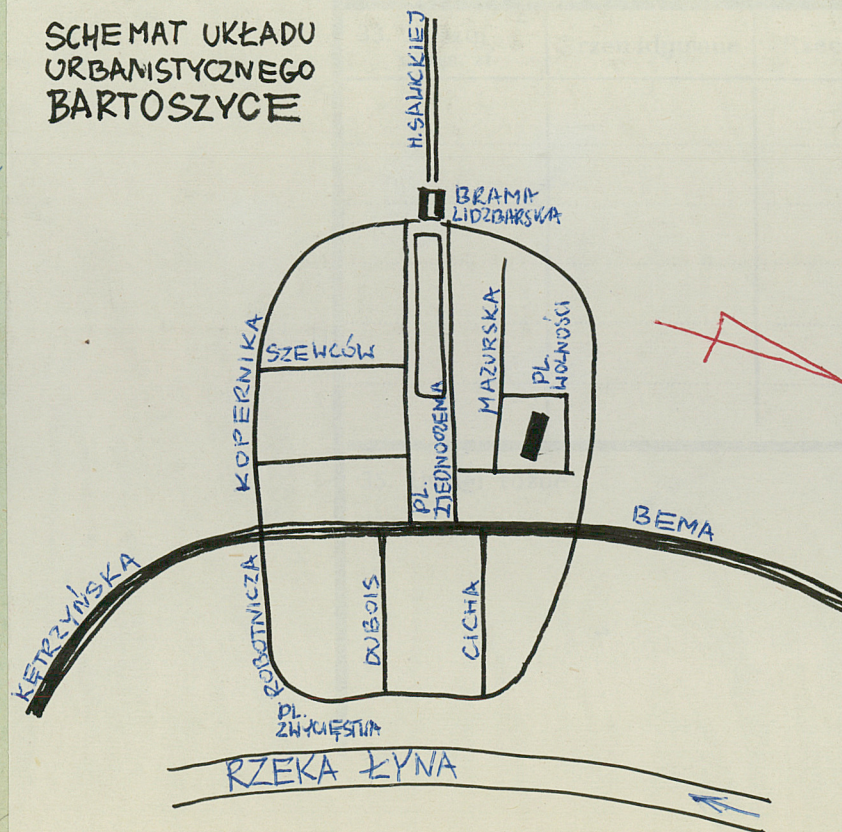 SCHEMAT UKŁADU
URBANISTYCZNEGO
BARTOSZYCE
H. SAWICKIEJ
BRAMA
LIDZBARSKA
KOPERNIKA
SZEWCÓW
MAZURSKA
PL.
WOLNOŚCI
PL.
ZJEDNOCZENIA
BEMA
KĘTRZYŃSKA
ROBOTNICZA
DUBOIS
CICHA
PL.
ZWYCIĘSTWA
RZEKA ŁYNA